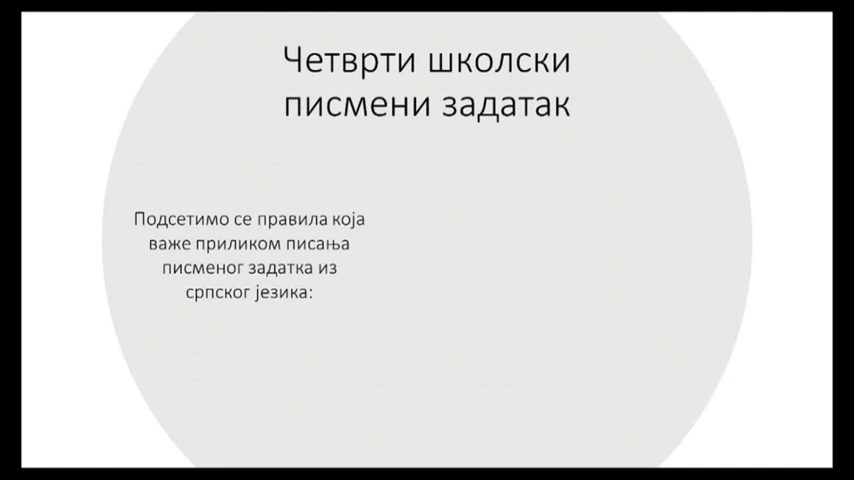 Четврти школски
писмени задатак
Подсетимо се правила која
важе приликом писања
писменог задатка из
српског језика: